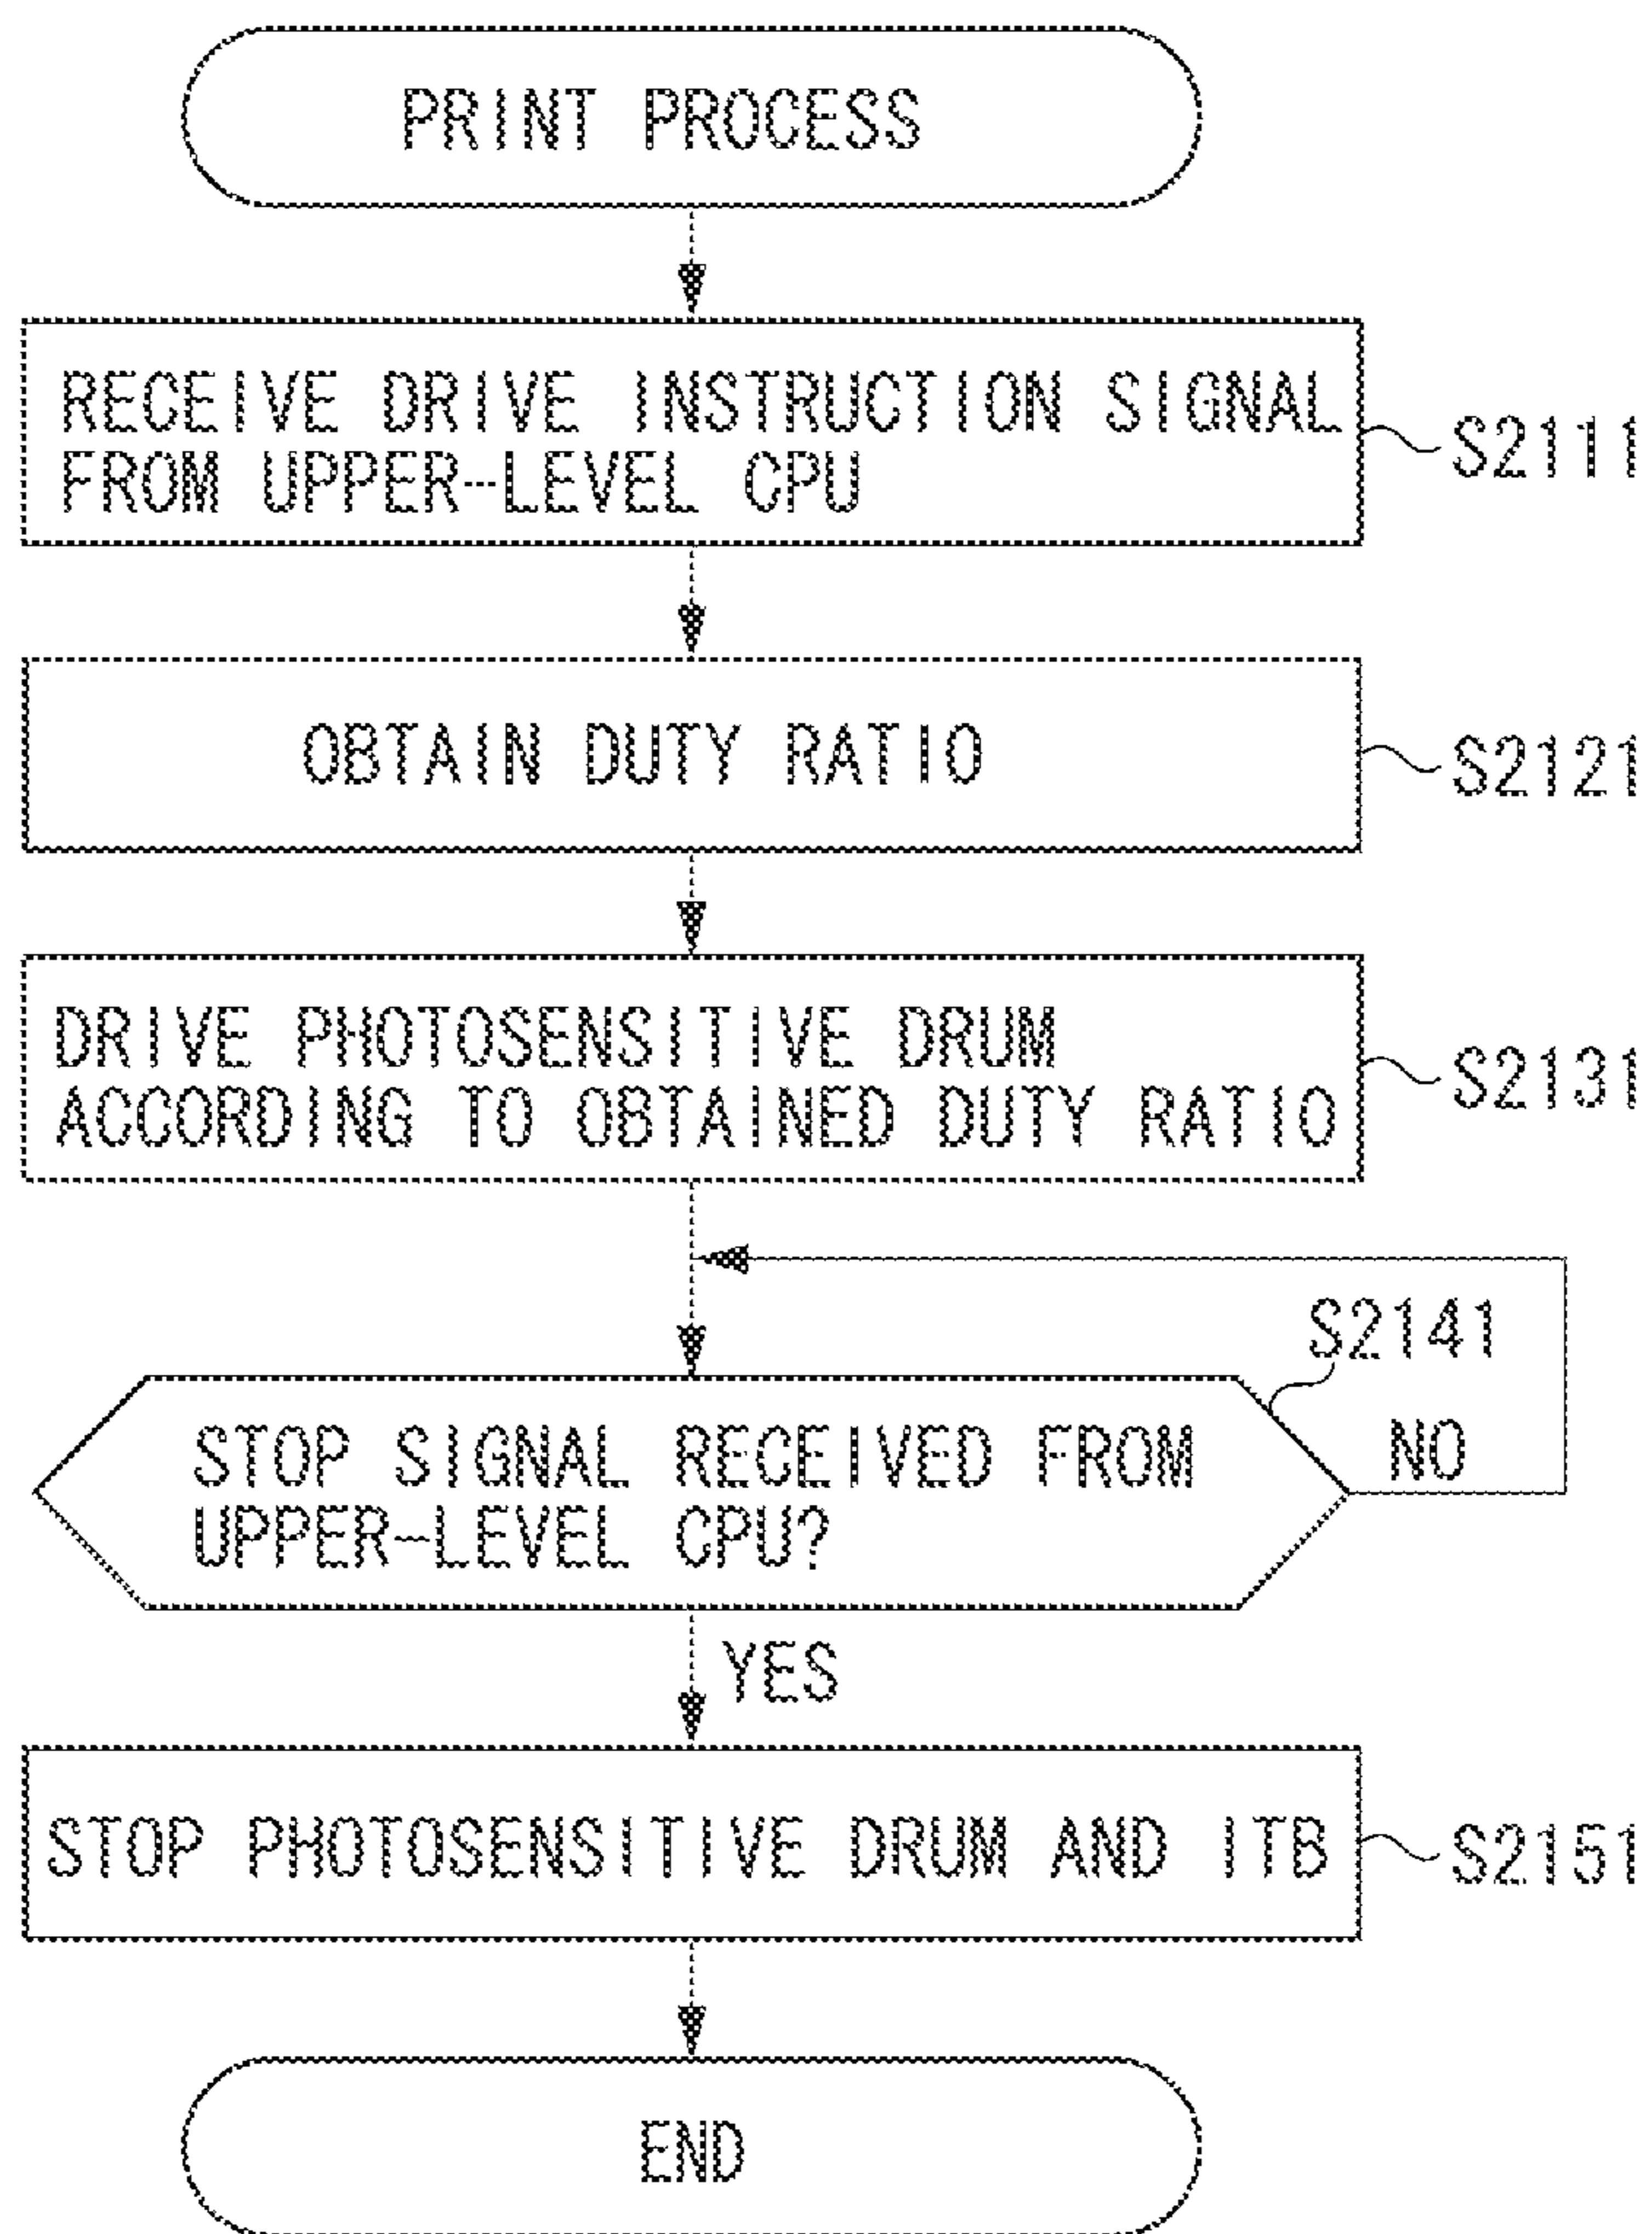 PRINT PROCESS
RECEIVE DRIVE INSTRUCTION SIGNAL
FROM UPPER-LEVEL CPU
S2111
OBTAIN DUTY RATIO
S2121
DRIVE PHOTOSENSITIVE DRUM
ACCORDING TO OBTAINED DUTY RATIO
S2131
S2141
STOP SIGNAL RECEIVED FROM
UPPER-LEVEL CPU?
NO
YES
STOP PHOTOSENSITIVE DRUM AND ITB
S2151
END